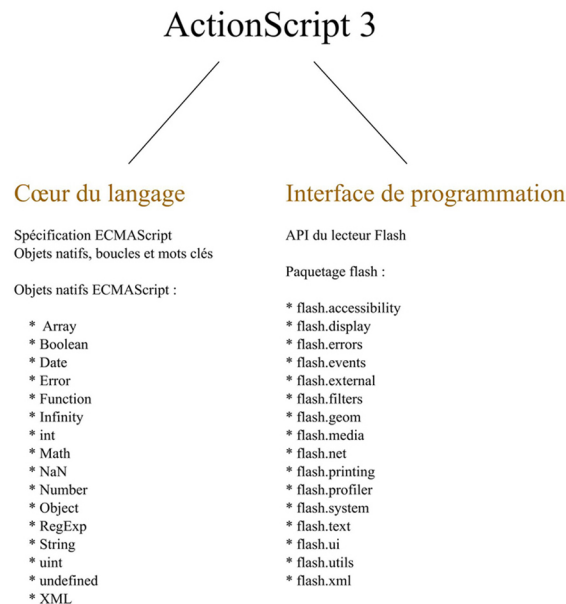 ActionScript 3
Cœur du langage
Spécification ECMAScript
Objets natifs, boucles et mots clés
Objets natifs ECMAScript :
* Array
* Boolean
* Date
* Error
* Function
* Infinity
* int
* Math
* NaN
* Number
* Object
* RegExp
* String
* uint
* undefined
* XML
Interface de programmation
API du lecteur Flash
Paquetage flash :
* flash.accessibility
* flash.display
* flash.errors
* flash.events
* flash.external
* flash.filters
* flash.geom
* flash.media
* flash.net
* flash.printing
* flash.profiler
* flash.system
* flash.text
* flash.ui
* flash.utils
* flash.xml